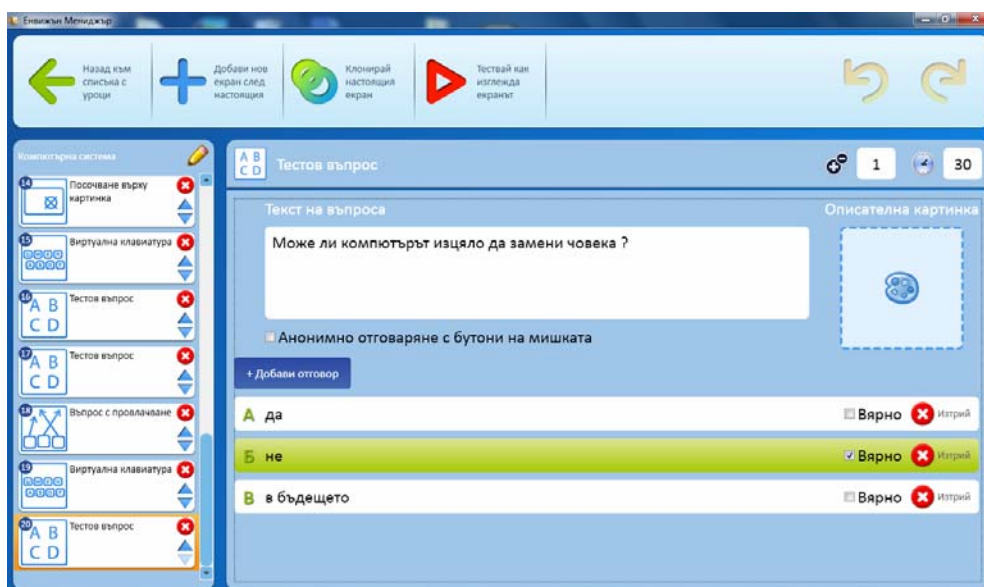 Енвижън Мениджър
Назад към
списъка с
уроци
Добави нов
екран след
настоящия
Клонирай
настоящия
екран
Тествай как
изглежда
екранът
Компютърна система
14
Посочване върху
картинка
15
Виртуална клавиатура
16
A B
C D
Тестов въпрос
17
A B
C D
Тестов въпрос
18
Въпрос с провлачване
19
Виртуална клавиатура
20
A B
C D
Тестов въпрос
A B
C D
Тестов въпрос
1
30
Текст на въпроса
Описателна картинка
Може ли компютърът изцяло да замени човека ?
Анонимно отговаряне с бутони на мишката
+ Добави отговор
А да Вярно Изтрий
Б не Вярно Изтрий
В в бъдещето Вярно Изтрий